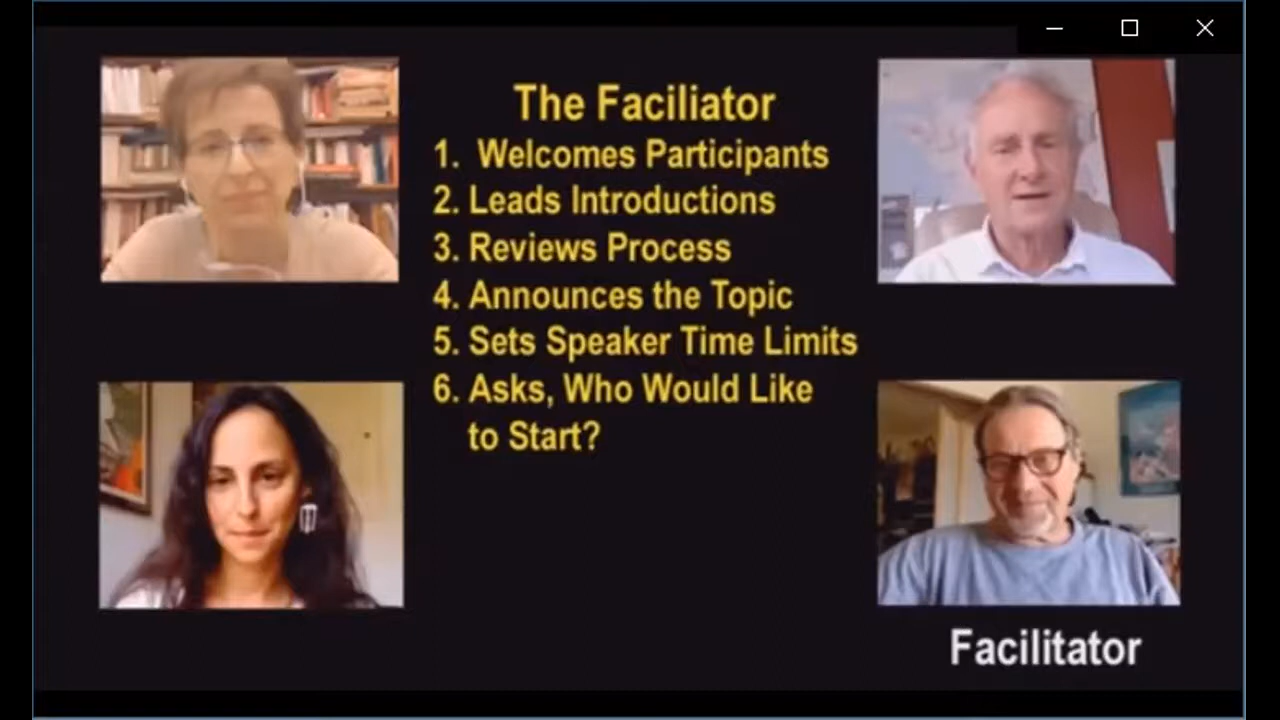 The Faciliator
1. Welcomes Participants
2. Leads Introductions
3. Reviews Process
4. Announces the Topic
5. Sets Speaker Time Limits
6. Asks, Who Would Like
to Start?
Facilitator